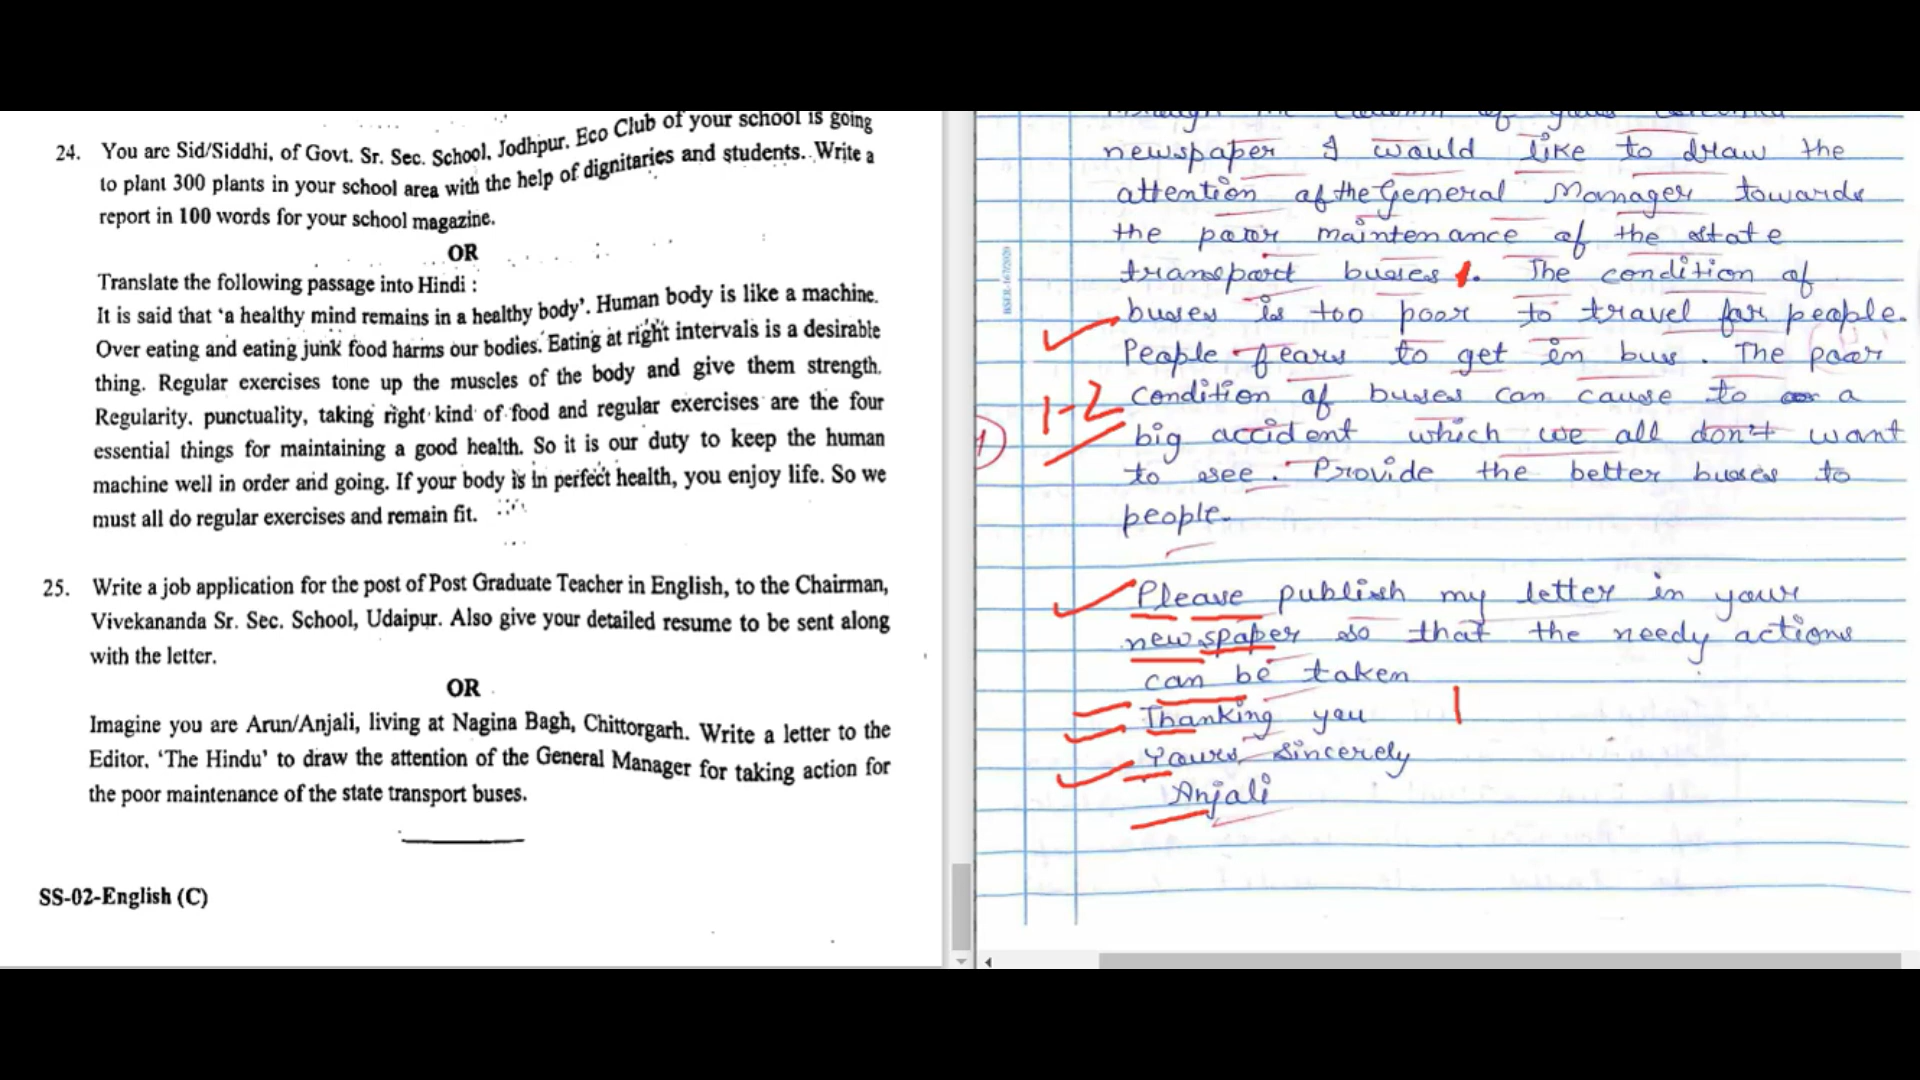 24. You are Sid/Siddhi, of Govt. Sr. Sec. School, Jodhpur. Eco Club of your school is going
to plant 300 plants in your school area with the help of dignitaries and students. Write a
report in 100 words for your school magazine.
OR
Translate the following passage into Hindi :
It is said that 'a healthy mind remains in a healthy body'. Human body is like a machine.
Over eating and eating junk food harms our bodies. Eating at right intervals is a desirable
thing. Regular exercises tone up the muscles of the body and give them strength.
Regularity, punctuality, taking right kind of food and regular exercises are the four
essential things for maintaining a good health. So it is our duty to keep the human
machine well in order and going. If your body is in perfect health, you enjoy life. So we
must all do regular exercises and remain fit.
25. Write a job application for the post of Post Graduate Teacher in English, to the Chairman,
Vivekananda Sr. Sec. School, Udaipur. Also give your detailed resume to be sent along
with the letter.
OR
Imagine you are Arun/Anjali, living at Nagina Bagh, Chittorgarh. Write a letter to the
Editor, 'The Hindu' to draw the attention of the General Manager for taking action for
the poor maintenance of the state transport buses.
SS-02-English (C)
newspaper I would like to draw the
attention of the General Manager towards
the poor maintenance of the state
transport buses. The condition of
buses is too poor to travel for people.
People fears to get in bus. The poor
condition of buses can cause to a
big accident which we all don't want
to see. Provide the better buses to
people.
1-2
Please publish my letter in your
newspaper so that the needy actions
can be taken
Thanking you
Yours sincerely
Anjali
BSER-167/2020